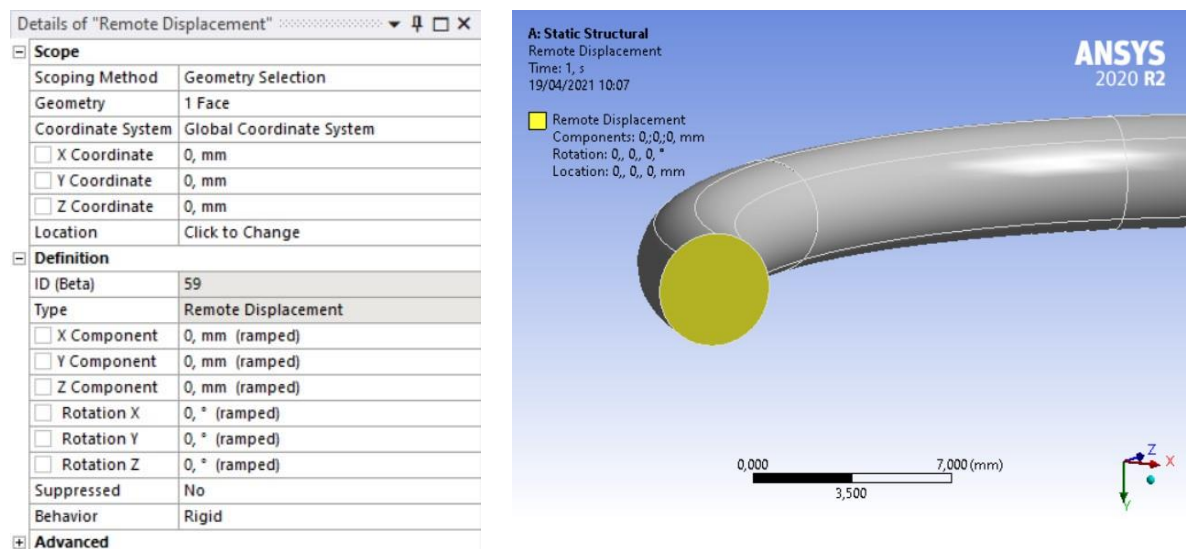 Details of "Remote Displacement"
Scope
Scoping Method Geometry Selection
Geometry 1 Face
Coordinate System Global Coordinate System
X Coordinate 0, mm
Y Coordinate 0, mm
Z Coordinate 0, mm
Location Click to Change
Definition
ID (Beta) 59
Type Remote Displacement
X Component 0, mm (ramped)
Y Component 0, mm (ramped)
Z Component 0, mm (ramped)
Rotation X 0, ° (ramped)
Rotation Y 0, ° (ramped)
Rotation Z 0, ° (ramped)
Suppressed No
Behavior Rigid
Advanced
A: Static Structural
Remote Displacement
Time: 1, s
19/04/2021 10:07
Remote Displacement
Components: 0,;0,;0, mm
Rotation: 0,, 0,, 0, °
Location: 0,, 0,, 0, mm
ANSYS
2020 R2
0,000 7,000 (mm)
3,500
Z
X
Y